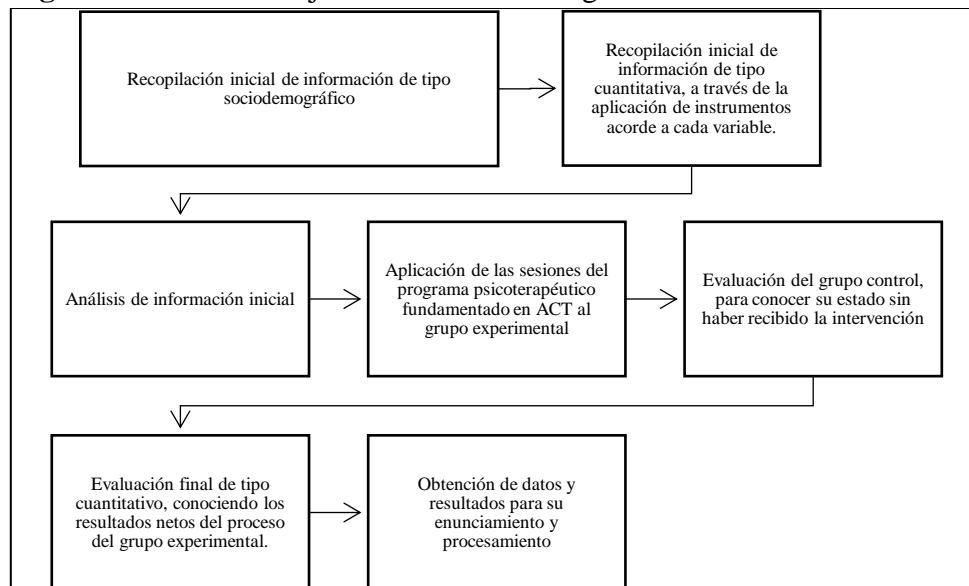 Recopilación inicial de información de tipo
sociodemográfico
Recopilación inicial de
información de tipo
cuantitativa, a través de la
aplicación de instrumentos
acorde a cada variable.
Análisis de información inicial
Aplicación de las sesiones del
programa psicoterapéutico
fundamentado en ACT al
grupo experimental
Evaluación del grupo control,
para conocer su estado sin
haber recibido la intervención
Evaluación final de tipo
cuantitativo, conociendo los
resultados netos del proceso
del grupo experimental.
Obtención de datos y
resultados para su
enunciamiento y
procesamiento